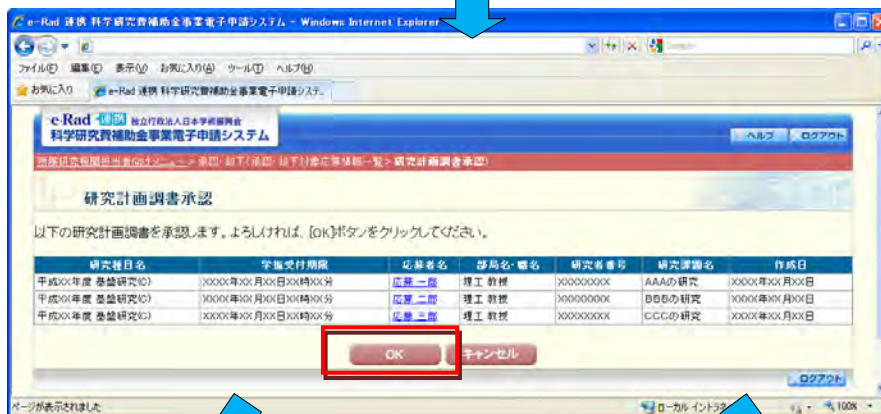 e-Rad 連携 科学研究費補助金事業電子申請システム - Windows Internet Explorer
ファイル(F) 編集(E) 表示(V) お気に入り(A) ツール(T) ヘルプ(H)
お気に入り e-Rad 連携 科学研究費補助金事業電子申請システ...
e-Rad 連携 独立行政法人日本学術振興会
科学研究費補助金事業電子申請システム
ヘルプ ログアウト
研究計画調書承認
以下の研究計画調書を承認します。よろしければ、[OK]ボタンをクリックしてください。
研究種目名 学振受付期限 応募者名 部局名・職名 研究者番号 研究課題名 作成日
平成XX年度 基盤研究(C) XXXX年XX月XX日XX時XX分 応募 一郎 理工 教授 XXXXXXXX AAAの研究 XXXX年XX月XX日
平成XX年度 基盤研究(C) XXXX年XX月XX日XX時XX分 応募 二郎 理工 教授 XXXXXXXX BBBの研究 XXXX年XX月XX日
平成XX年度 基盤研究(C) XXXX年XX月XX日XX時XX分 応募 三郎 理工 教授 XXXXXXXX CCCの研究 XXXX年XX月XX日
OK キャンセル
ログアウト
ページが表示されました ローカル イントラネ 100%